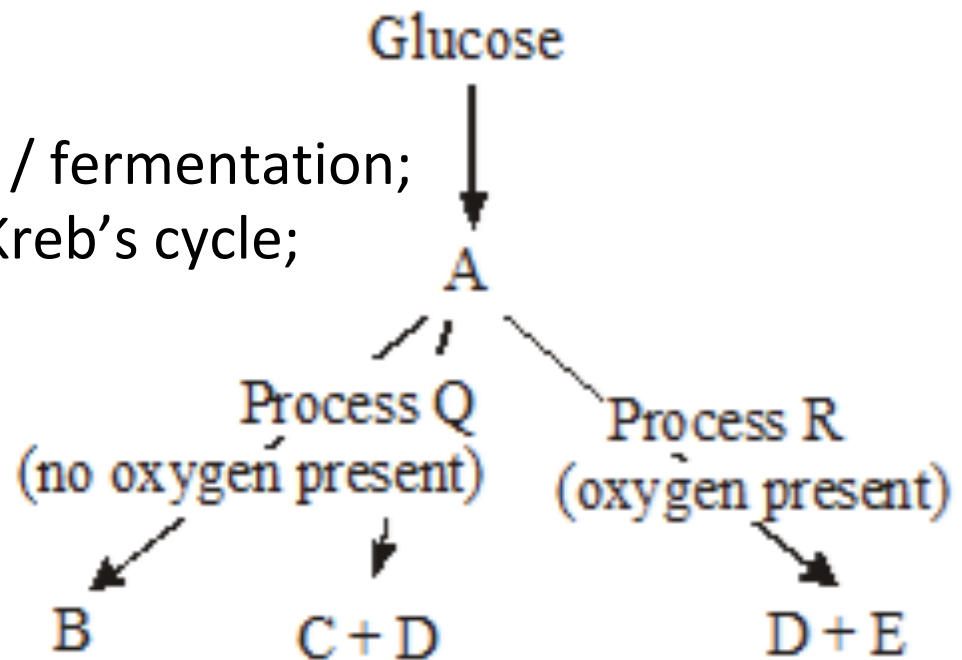 Glucose
/ fermentation;
Kreb’s cycle;
A
Process Q
(no oxygen present)
Process R
(oxygen present)
B
C + D
D + E